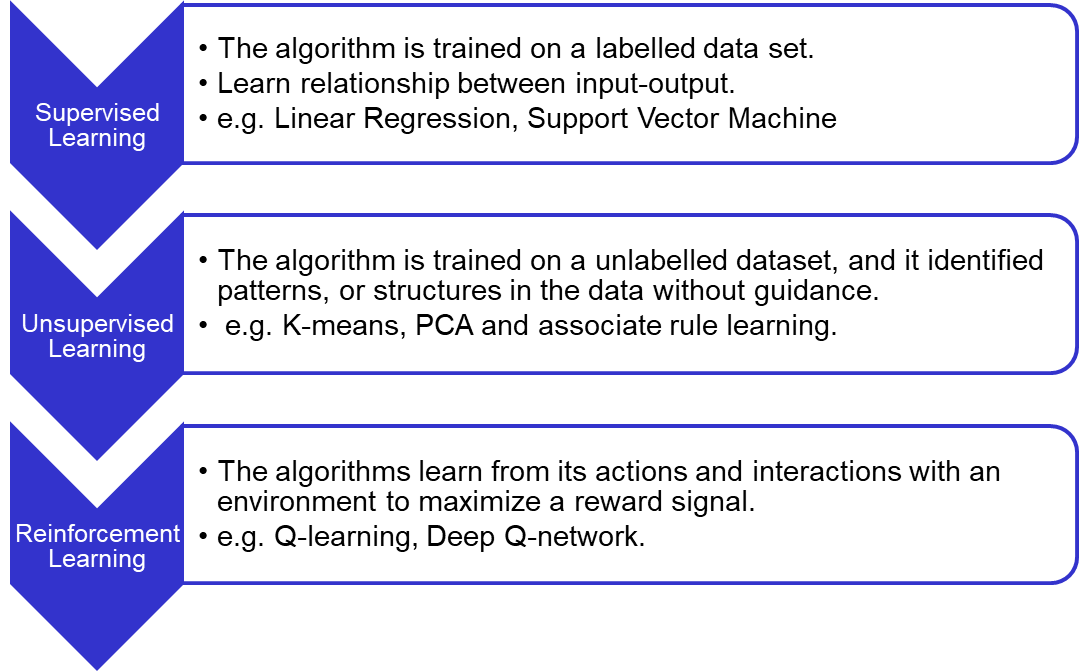 Supervised
Learning
• The algorithm is trained on a labelled data set.
• Learn relationship between input-output.
• e.g. Linear Regression, Support Vector Machine
Unsupervised
Learning
• The algorithm is trained on a unlabelled dataset, and it identified
patterns, or structures in the data without guidance.
• e.g. K-means, PCA and associate rule learning.
Reinforcement
Learning
• The algorithms learn from its actions and interactions with an
environment to maximize a reward signal.
• e.g. Q-learning, Deep Q-network.